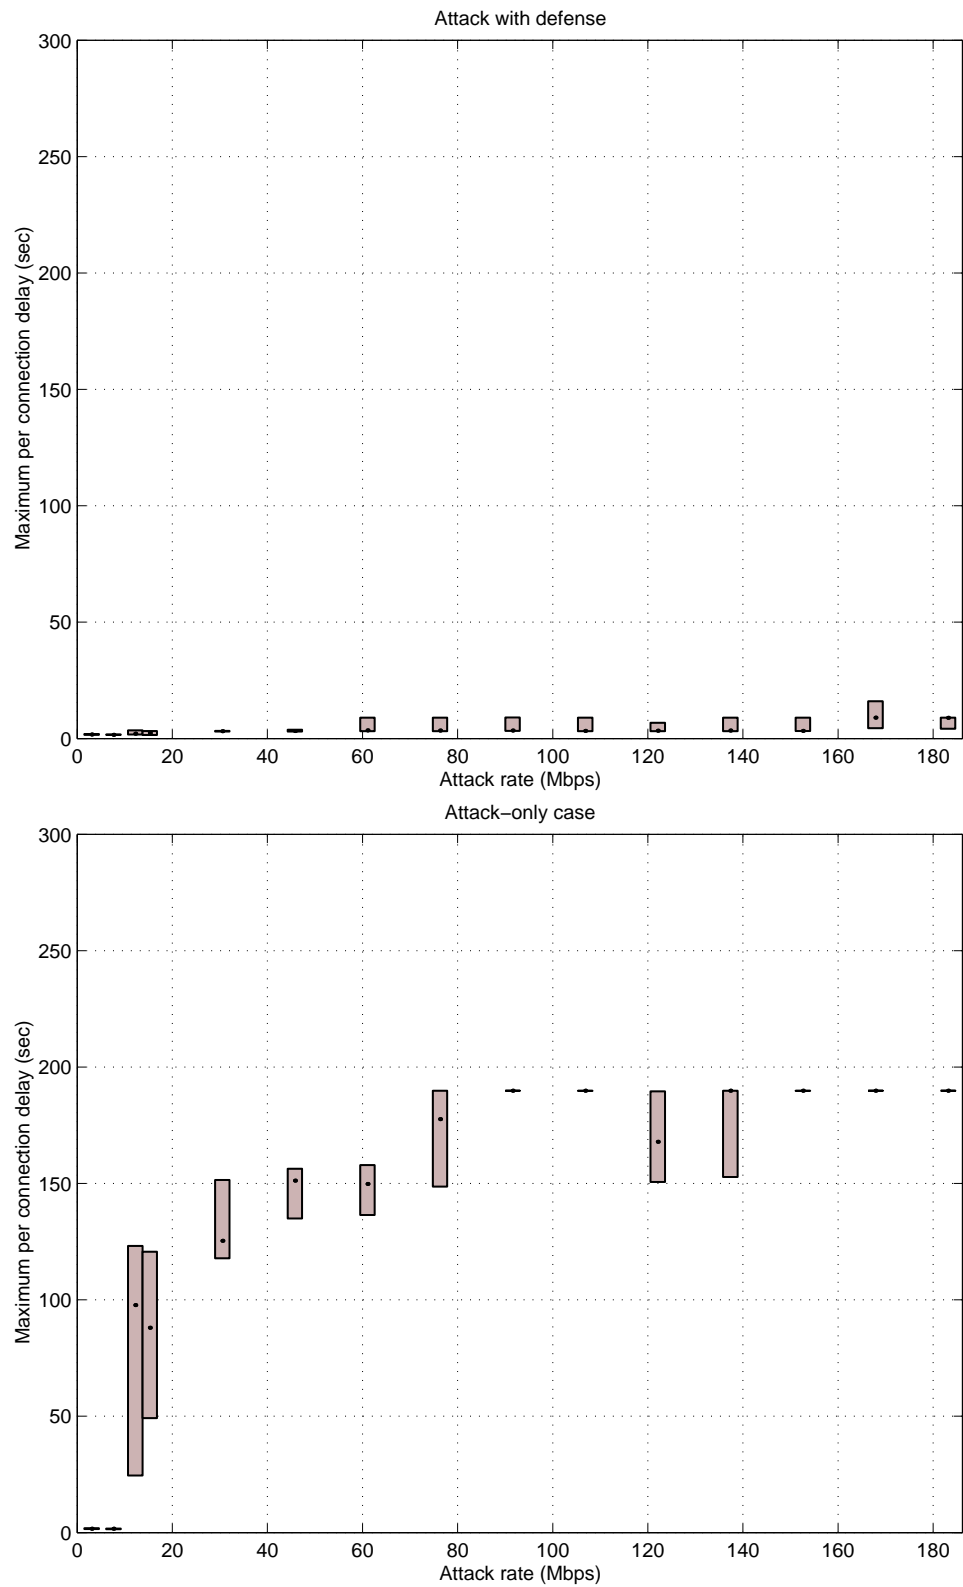 Attack with defense
300
250
200
150
100
50
0
Maximum per connection delay (sec)
0 20 40 60 80 100 120 140 160 180
Attack rate (Mbps)
Attack−only case
300
250
200
150
100
50
0
Maximum per connection delay (sec)
0 20 40 60 80 100 120 140 160 180
Attack rate (Mbps)